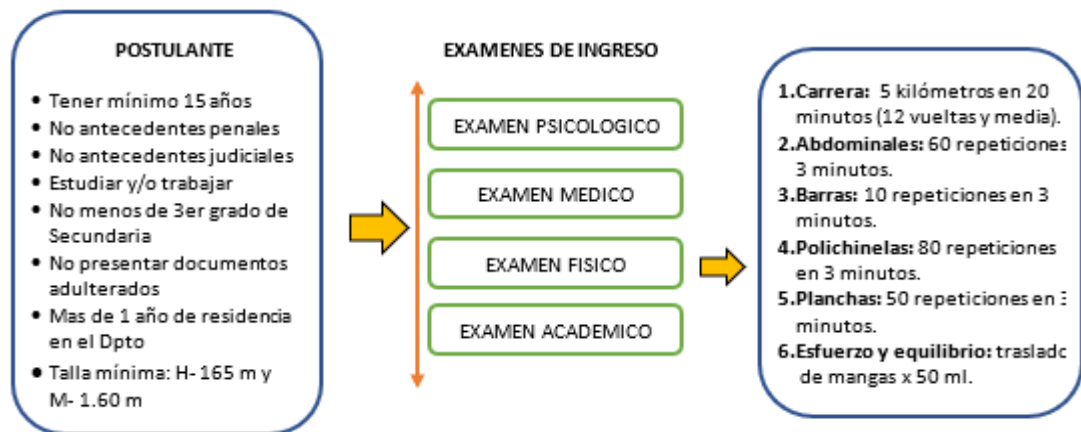 POSTULANTE
• Tener mínimo 15 años
• No antecedentes penales
• No antecedentes judiciales
• Estudiar y/o trabajar
• No menos de 3er grado de
Secundaria
• No presentar documentos
adulterados
• Mas de 1 año de residencia
en el Dpto
• Talla mínima: H- 165 m y
M- 1.60 m
EXAMENES DE INGRESO
EXAMEN PSICOLOGICO
EXAMEN MEDICO
EXAMEN FISICO
EXAMEN ACADEMICO
1.Carrera: 5 kilómetros en 20
minutos (12 vueltas y media).
2.Abdominales: 60 repeticiones
3 minutos.
3.Barras: 10 repeticiones en 3
minutos.
4.Polichinelas: 80 repeticiones
en 3 minutos.
5.Planchas: 50 repeticiones en 3
minutos.
6.Esfuerzo y equilibrio: traslado
de mangas x 50 ml.